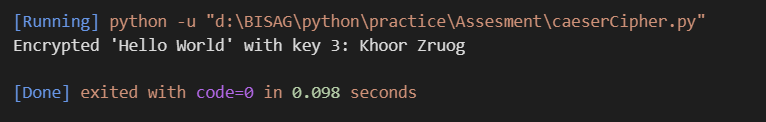 [Running] python -u "d:\BISAG\python\practice\Assesment\caeserCipher.py"
Encrypted 'Hello World' with key 3: Khoor Zruog
[Done] exited with code=0 in 0.098 seconds